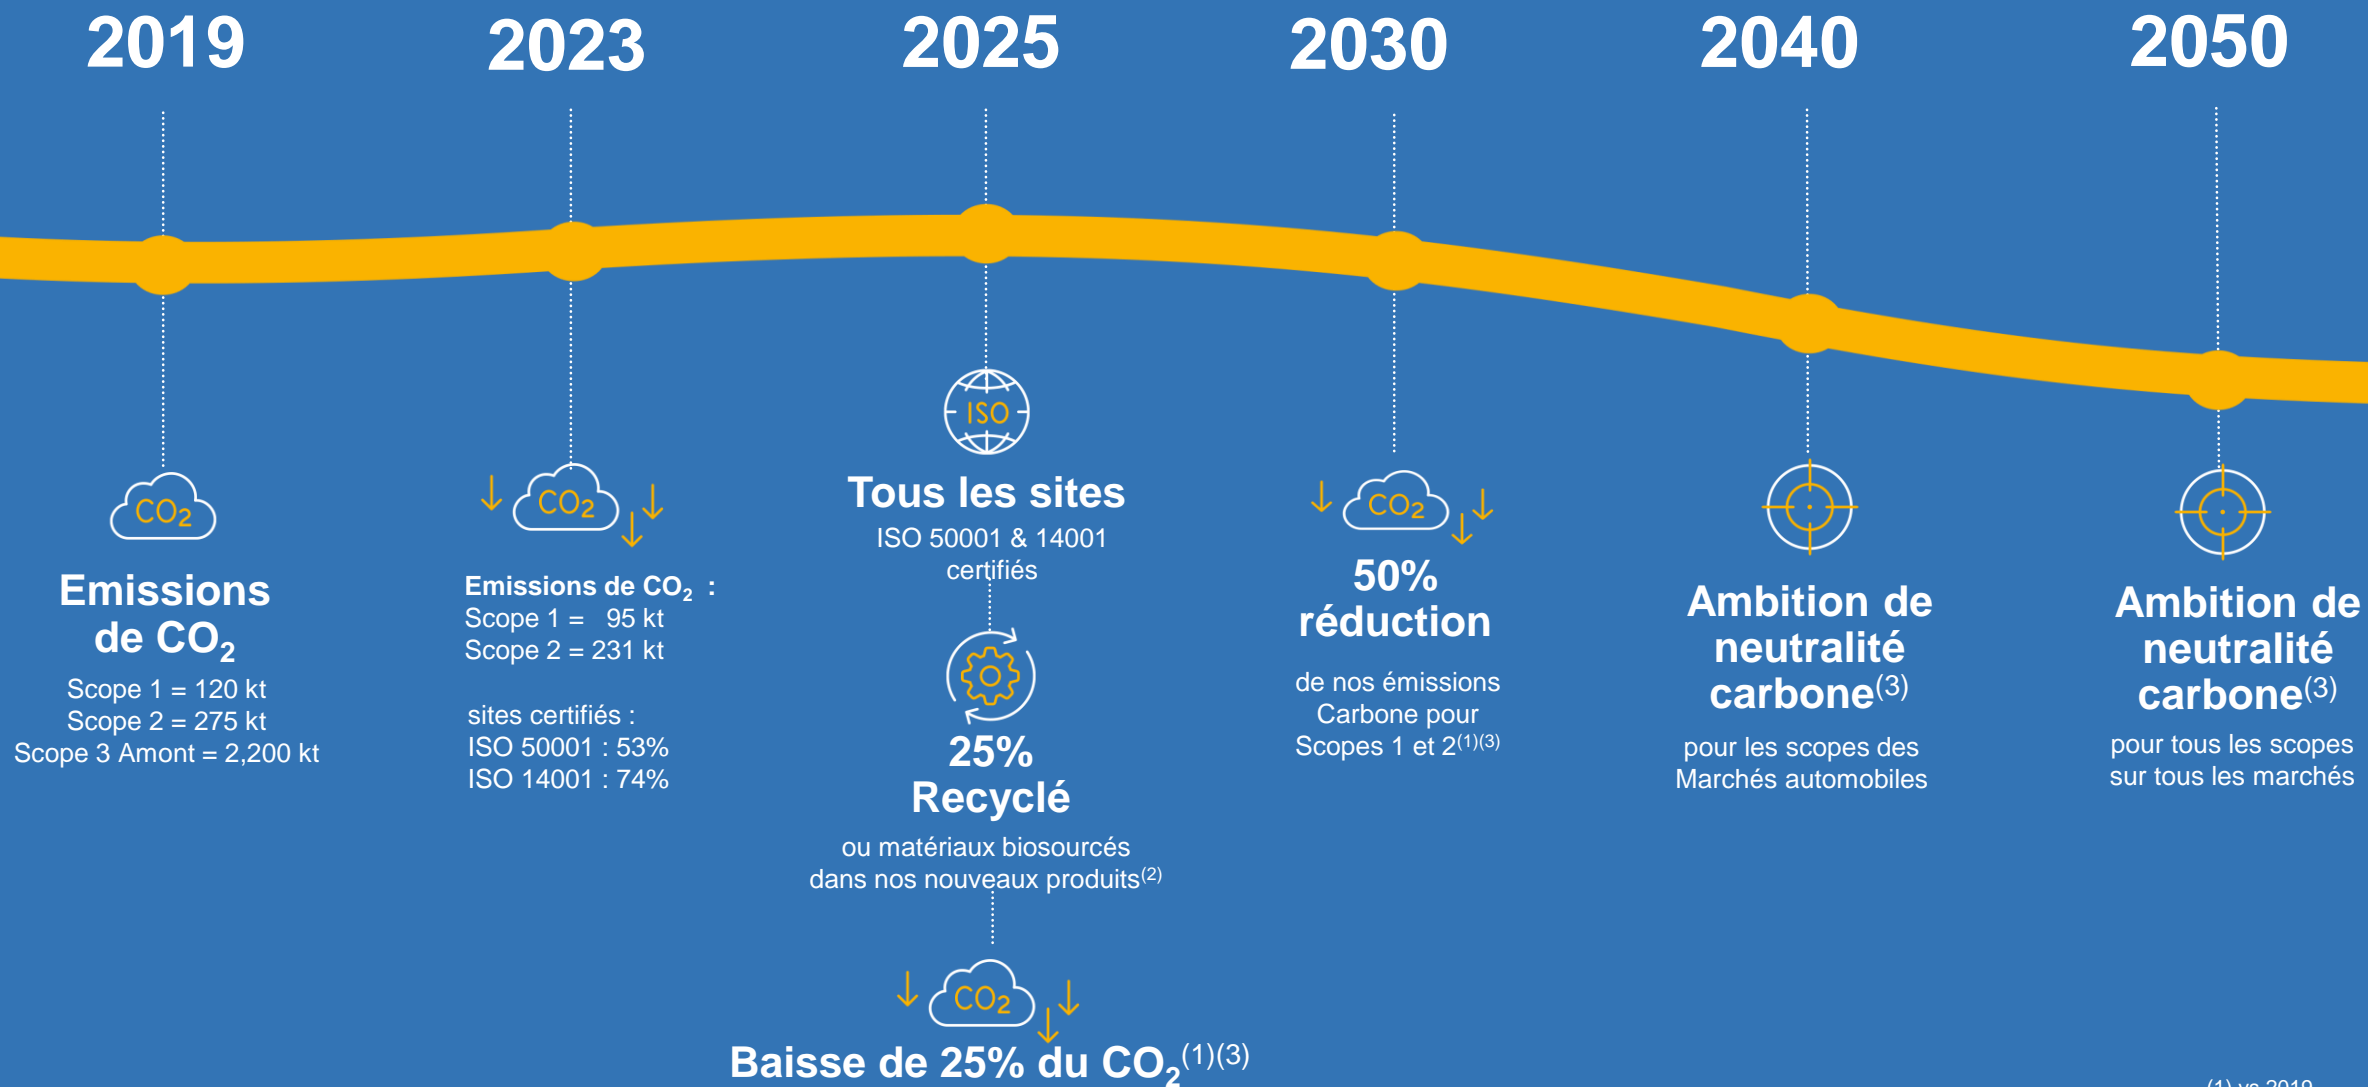 2019
2023
2025
2030
2040
2050
CO2
Emissions
de CO₂
Scope 1 = 120 kt
Scope 2 = 275 kt
Scope 3 Amont = 2,200 kt
CO2
Emissions de CO₂ :
Scope 1 = 95 kt
Scope 2 = 231 kt
sites certifiés :
ISO 50001 : 53%
ISO 14001 : 74%
ISO
Tous les sites
ISO 50001 & 14001
certifiés
25%
Recyclé
ou matériaux biosourcés
dans nos nouveaux produits(2)
CO2
Baisse de 25% du CO₂(1)(3)
CO2
50%
réduction
de nos émissions
Carbone pour
Scopes 1 et 2(1)(3)
Ambition de
neutralité
carbone(3)
pour les scopes des
Marchés automobiles
Ambition de
neutralité
carbone(3)
pour tous les scopes
sur tous les marchés
(1) vs 2019